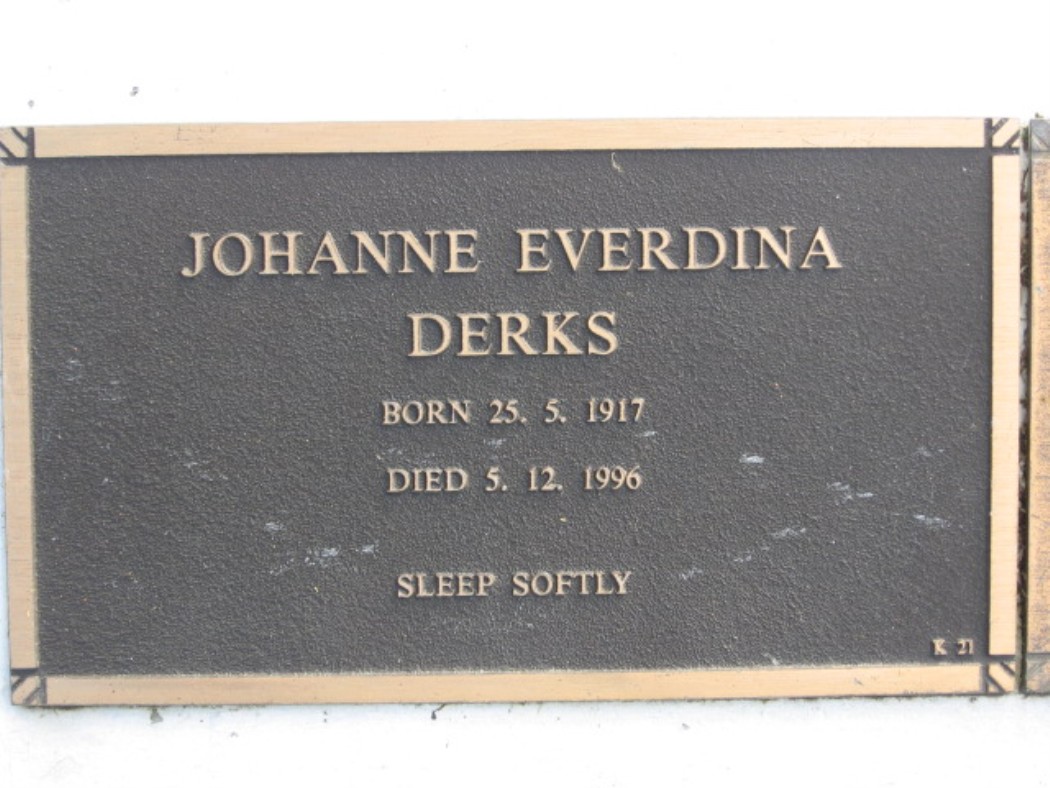 JOHANNE EVERDINA
DERKS
BORN 25. 5. 1917
DIED 5. 12. 1996
SLEEP SOFTLY
K 21